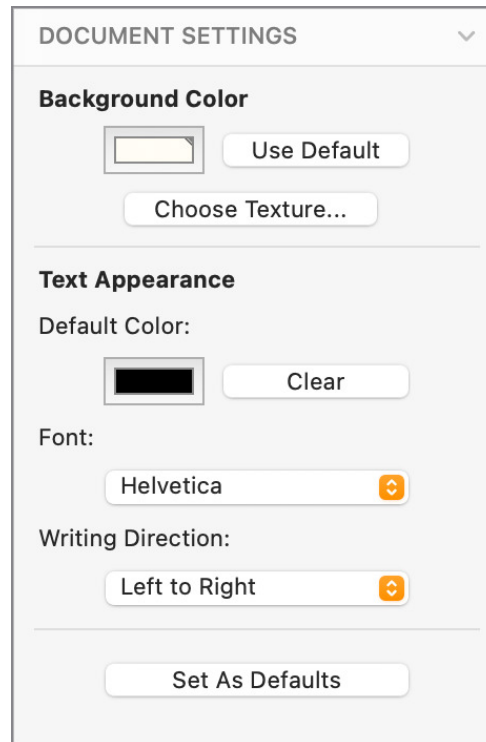 DOCUMENT SETTINGS
Background Color
Use Default
Choose Texture...
Text Appearance
Default Color:
Clear
Font:
Helvetica
Writing Direction:
Left to Right
Set As Defaults